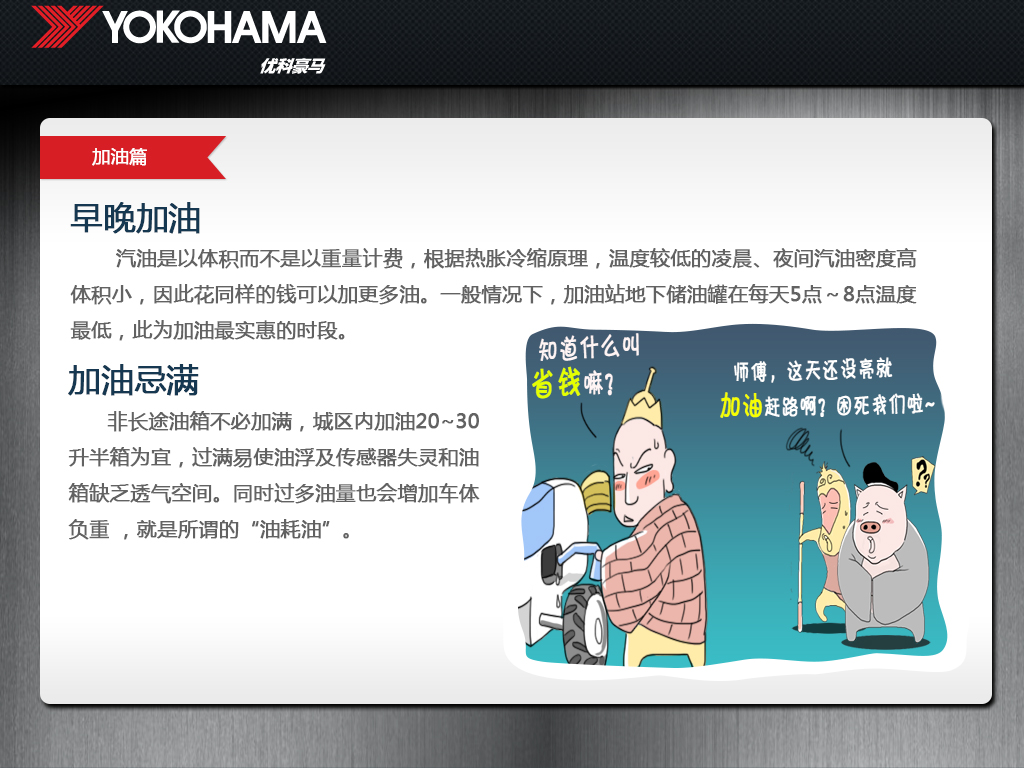 YOKOHAMA
优科豪马
加油篇
早晚加油
汽油是以体积而不是以重量计费，根据热胀冷缩原理，温度较低的凌晨、夜间汽油密度高
体积小，因此花同样的钱可以加更多油。一般情况下，加油站地下储油罐在每天5点～8点温度
最低，此为加油最实惠的时段。
加油忌满
非长途油箱不必加满，城区内加油20~30
升半箱为宜，过满易使油浮及传感器失灵和油
箱缺乏透气空间。同时过多油量也会增加车体
负重 ，就是所谓的“油耗油”。
知道什么叫
省钱嘛？
师傅，这天还没亮就
加油赶路啊？困死我们啦~
??